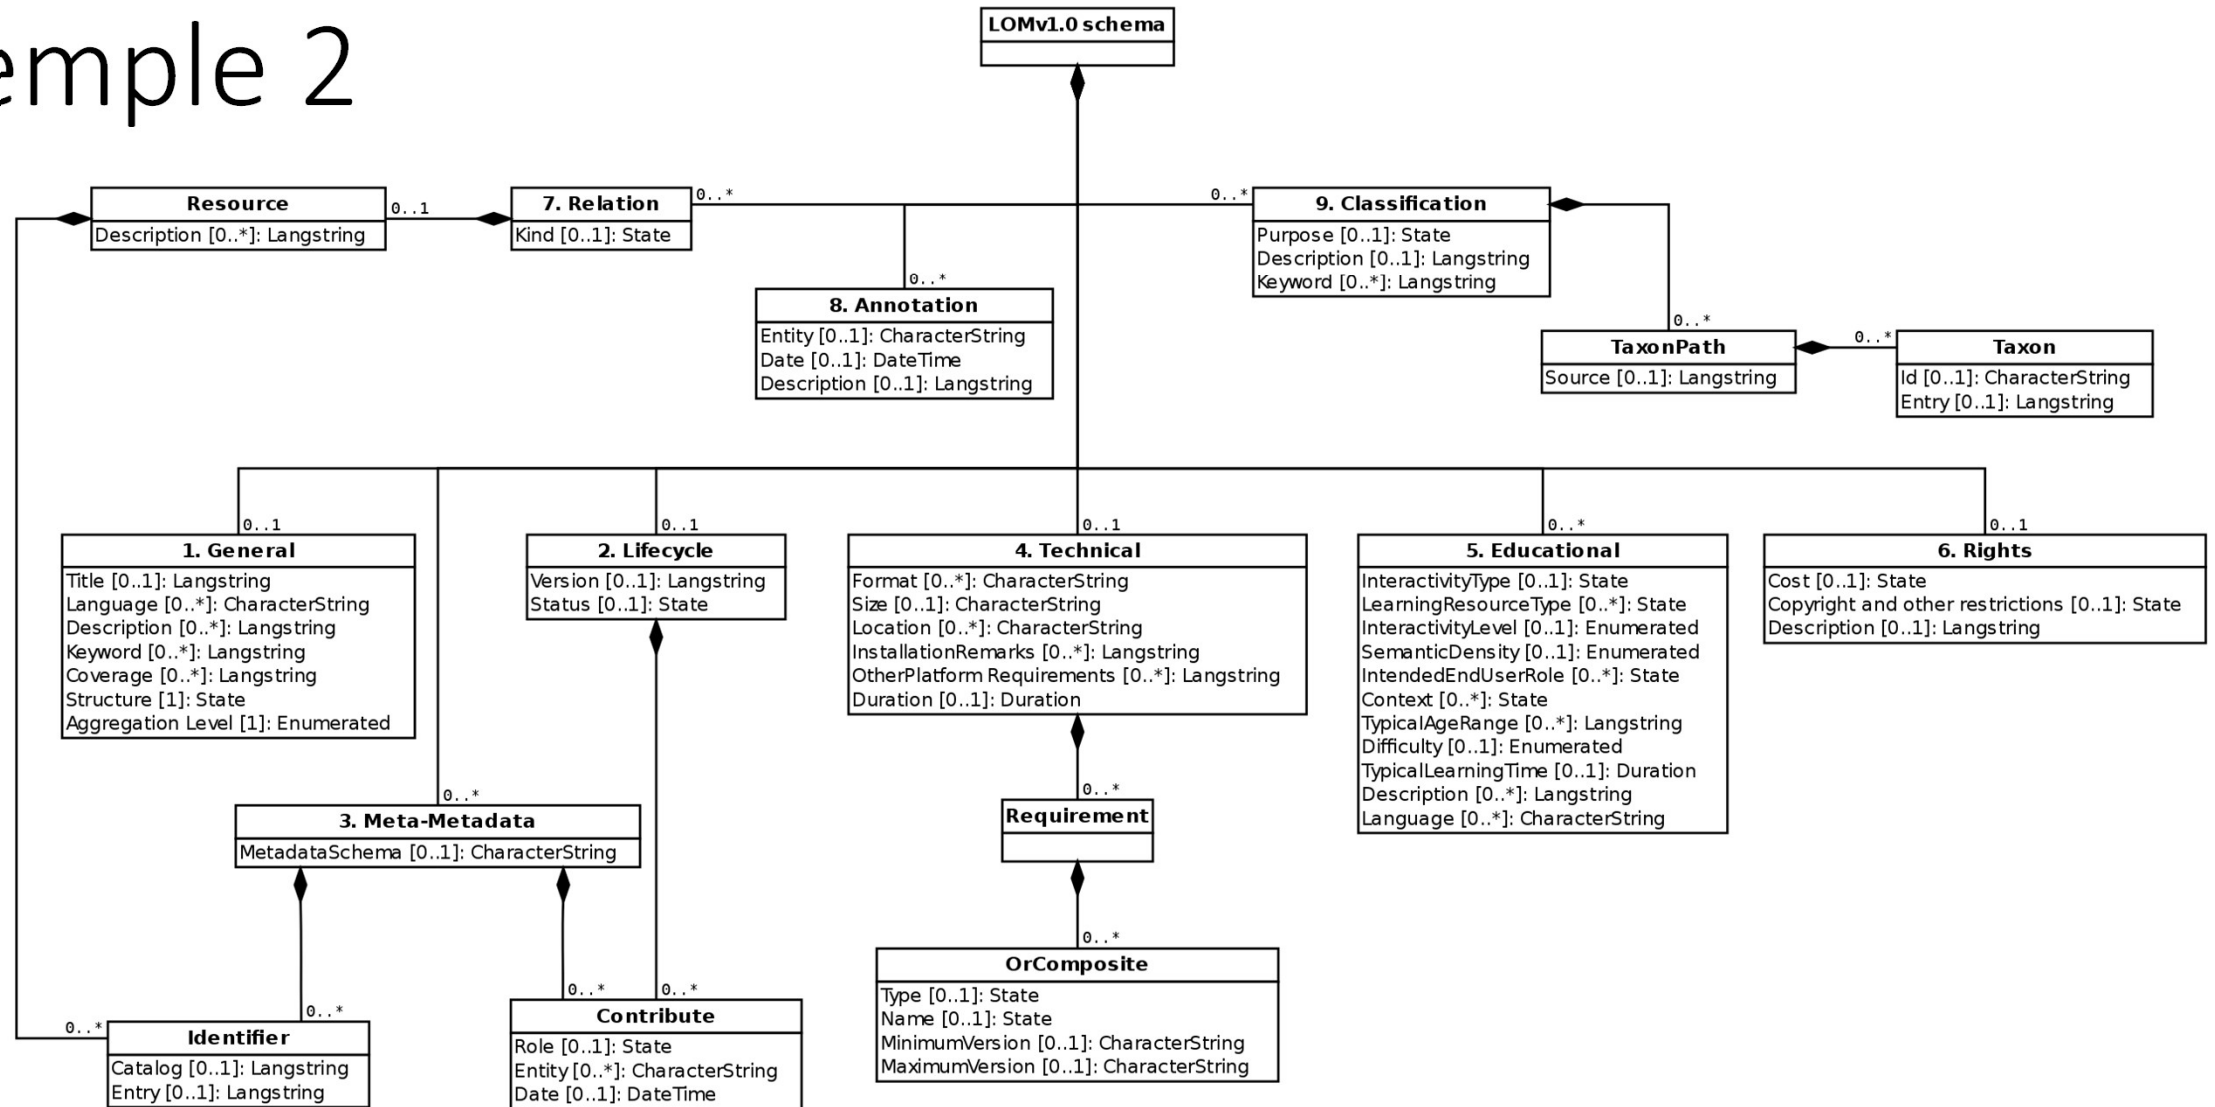 emple 2
LOMv1.0 schema
Resource
Description [0..*]: Langstring
0..1
7. Relation
Kind [0..1]: State
0..*
0..*
9. Classification
Purpose [0..1]: State
Description [0..1]: Langstring
Keyword [0..*]: Langstring
0..*
8. Annotation
Entity [0..1]: CharacterString
Date [0..1]: DateTime
Description [0..1]: Langstring
0..*
TaxonPath
Source [0..1]: Langstring
0..*
Taxon
Id [0..1]: CharacterString
Entry [0..1]: Langstring
0..1
1. General
Title [0..1]: Langstring
Language [0..*]: CharacterString
Description [0..*]: Langstring
Keyword [0..*]: Langstring
Coverage [0..*]: Langstring
Structure [1]: State
Aggregation Level [1]: Enumerated
0..1
2. Lifecycle
Version [0..1]: Langstring
Status [0..1]: State
0..1
4. Technical
Format [0..*]: CharacterString
Size [0..1]: CharacterString
Location [0..*]: CharacterString
InstallationRemarks [0..*]: Langstring
OtherPlatform Requirements [0..*]: Langstring
Duration [0..1]: Duration
0..*
5. Educational
InteractivityType [0..1]: State
LearningResourceType [0..*]: State
InteractivityLevel [0..1]: Enumerated
SemanticDensity [0..1]: Enumerated
IntendedEndUserRole [0..*]: State
Context [0..*]: State
TypicalAgeRange [0..*]: Langstring
Difficulty [0..1]: Enumerated
TypicalLearningTime [0..1]: Duration
Description [0..*]: Langstring
Language [0..*]: CharacterString
0..1
6. Rights
Cost [0..1]: State
Copyright and other restrictions [0..1]: State
Description [0..1]: Langstring
0..*
3. Meta-Metadata
MetadataSchema [0..1]: CharacterString
0..*
Requirement
0..*
OrComposite
Type [0..1]: State
Name [0..1]: State
MinimumVersion [0..1]: CharacterString
MaximumVersion [0..1]: CharacterString
0..*
0..*
Identifier
Catalog [0..1]: Langstring
Entry [0..1]: Langstring
0..*
0..*
Contribute
Role [0..1]: State
Entity [0..*]: CharacterString
Date [0..1]: DateTime